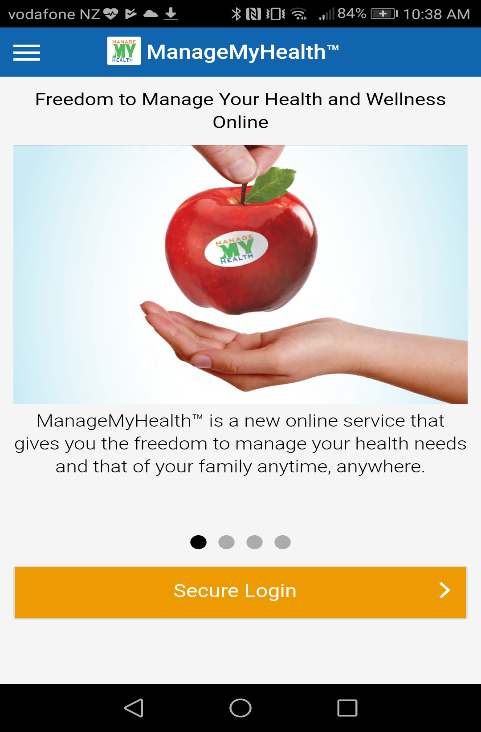 vodafone NZ 84% 10:38 AM
MANAGE
MY
HEALTH
ManageMyHealth™
Freedom to Manage Your Health and Wellness
Online
MANAGE
MY
HEALTH
ManageMyHealth™ is a new online service that
gives you the freedom to manage your health needs
and that of your family anytime, anywhere.
Secure Login